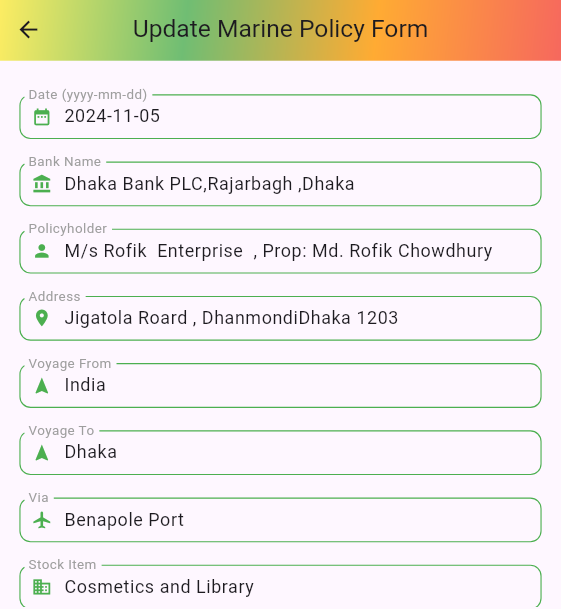 Update Marine Policy Form
Date (yyyy-mm-dd)
2024-11-05
Bank Name
Dhaka Bank PLC,Rajarbagh ,Dhaka
Policyholder
M/s Rofik  Enterprise  , Prop: Md. Rofik Chowdhury
Address
Jigatola Roard , DhanmondiDhaka 1203
Voyage From
India
Voyage To
Dhaka
Via
Benapole Port
Stock Item
Cosmetics and Library